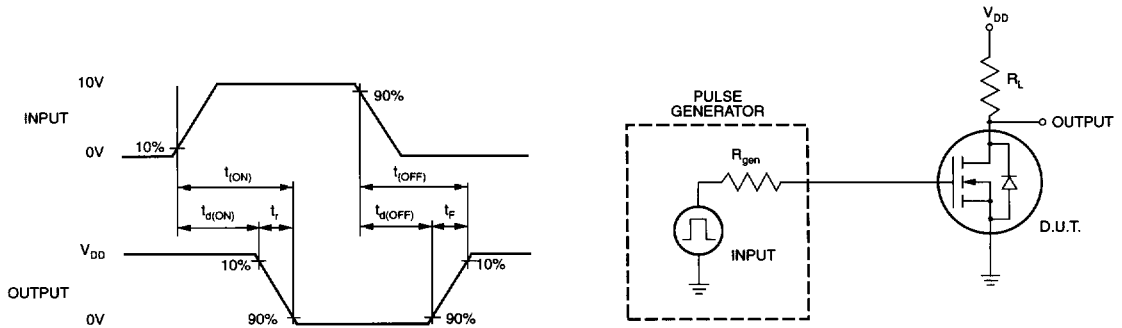 10V
INPUT
0V
10%
90%
t(ON)
t(OFF)
td(ON)
tr
td(OFF)
tF
VDD
10%
10%
OUTPUT
0V
90%
90%
VDD
RL
OUTPUT
PULSE
GENERATOR
Rgen
INPUT
D.U.T.